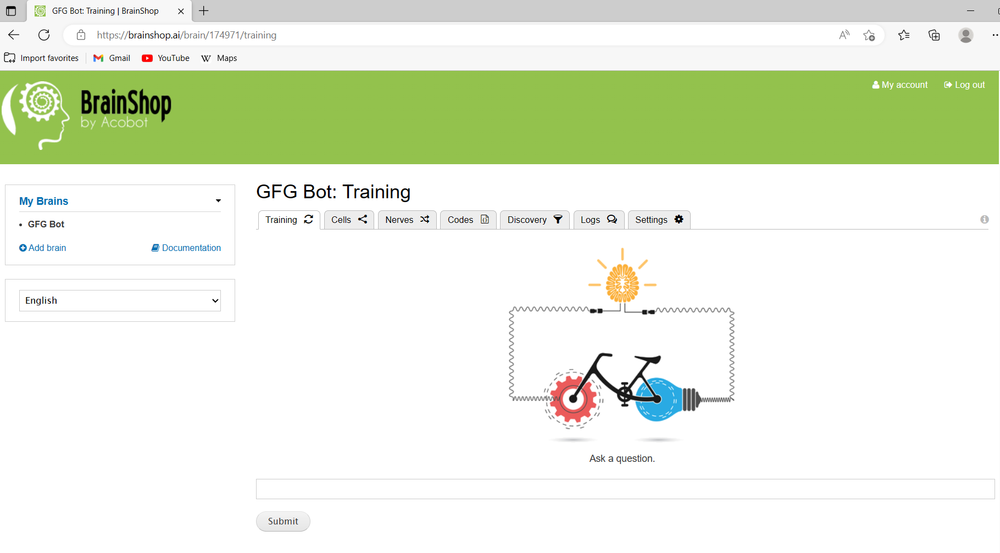 GFG Bot: Training | BrainShop
https://brainshop.ai/brain/174971/training
Import favorites Gmail YouTube Maps
My account Log out
BrainShop
by Acobot
My Brains
GFG Bot
Add brain Documentation
English
GFG Bot: Training
Training Cells Nerves Codes Discovery Logs Settings
Ask a question.
Submit